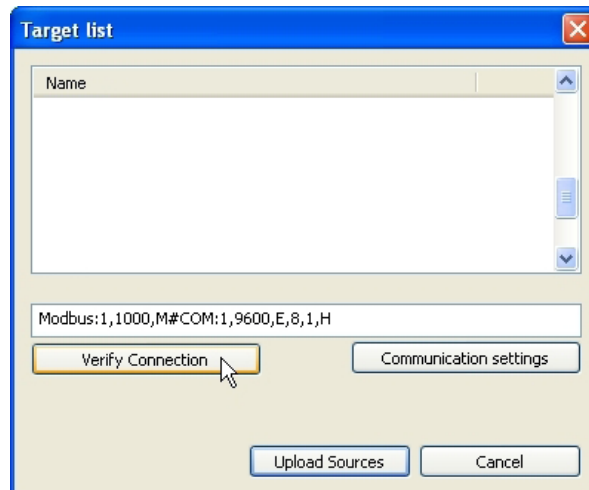 Target list
Name
Modbus:1,1000,M#COM:1,9600,E,8,1,H
Verify Connection
Communication settings
Upload Sources
Cancel